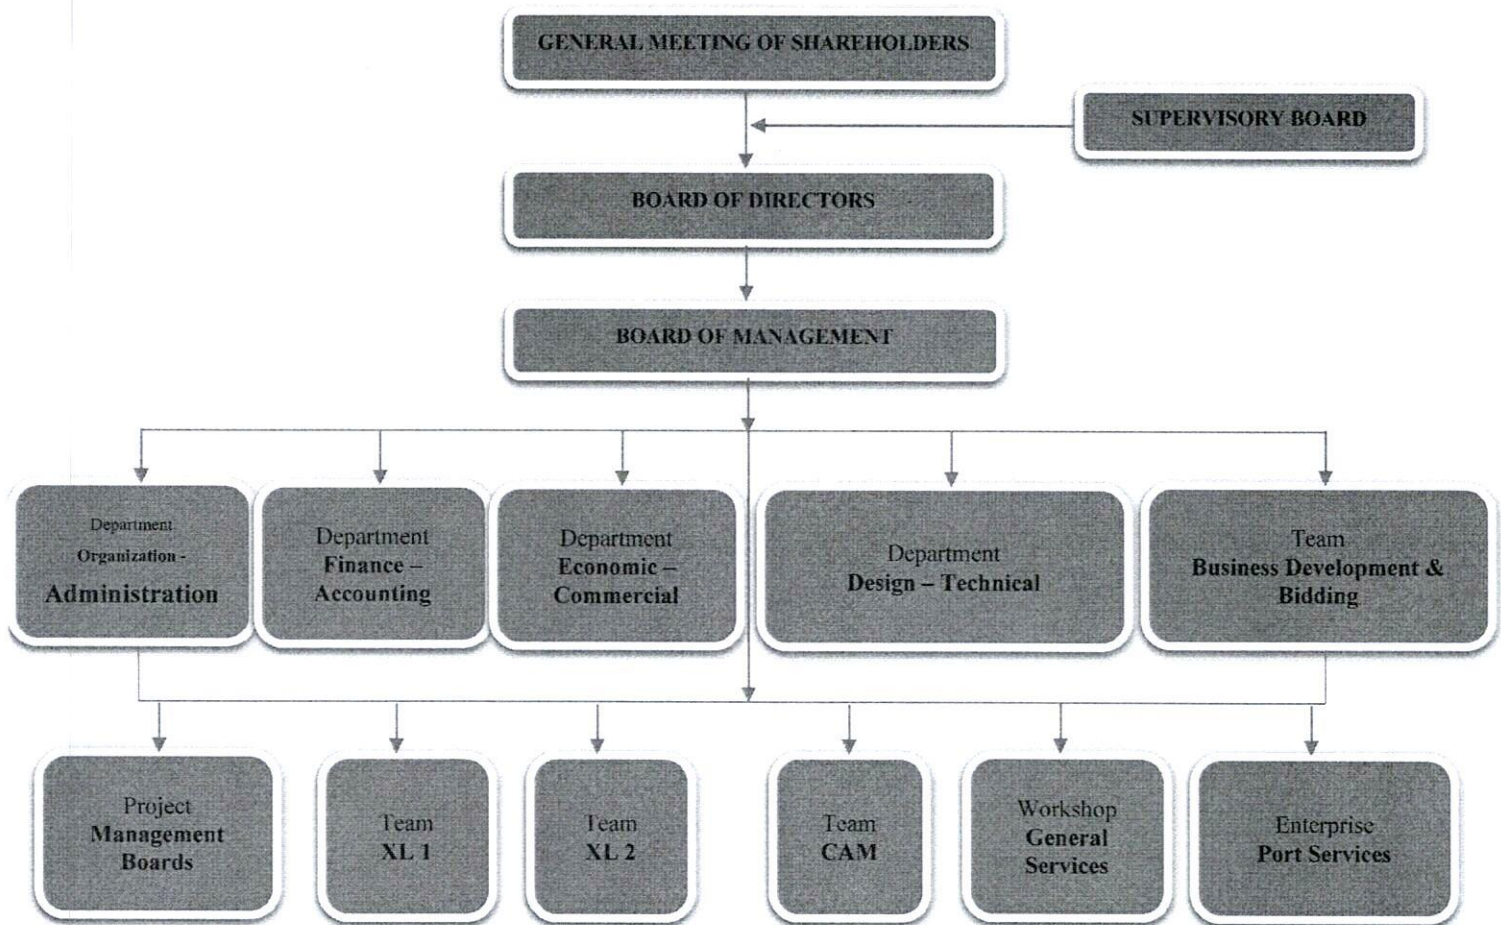 GENERAL MEETING OF SHAREHOLDERS
SUPERVISORY BOARD
BOARD OF DIRECTORS
BOARD OF MANAGEMENT
Department
Organization -
Administration
Department
Finance –
Accounting
Department
Economic –
Commercial
Department
Design – Technical
Team
Business Development &
Bidding
Project
Management
Boards
Team
XL 1
Team
XL 2
Team
CAM
Workshop
General
Services
Enterprise
Port Services